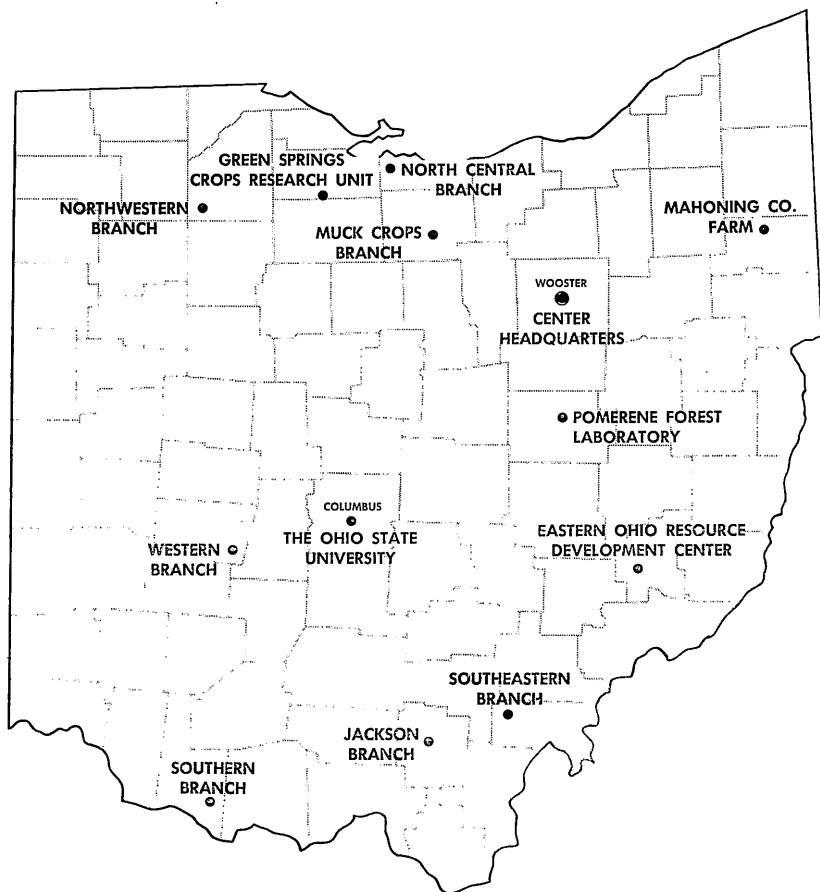 GREEN SPRINGS
CROPS RESEARCH UNIT
NORTH CENTRAL
BRANCH
NORTHWESTERN
BRANCH
MUCK CROPS
BRANCH
MAHONING CO.
FARM
WOOSTER
CENTER
HEADQUARTERS
POMERENE FOREST
LABORATORY
COLUMBUS
THE OHIO STATE
UNIVERSITY
EASTERN OHIO RESOURCE
DEVELOPMENT CENTER
WESTERN
BRANCH
SOUTHEASTERN
BRANCH
JACKSON
BRANCH
SOUTHERN
BRANCH